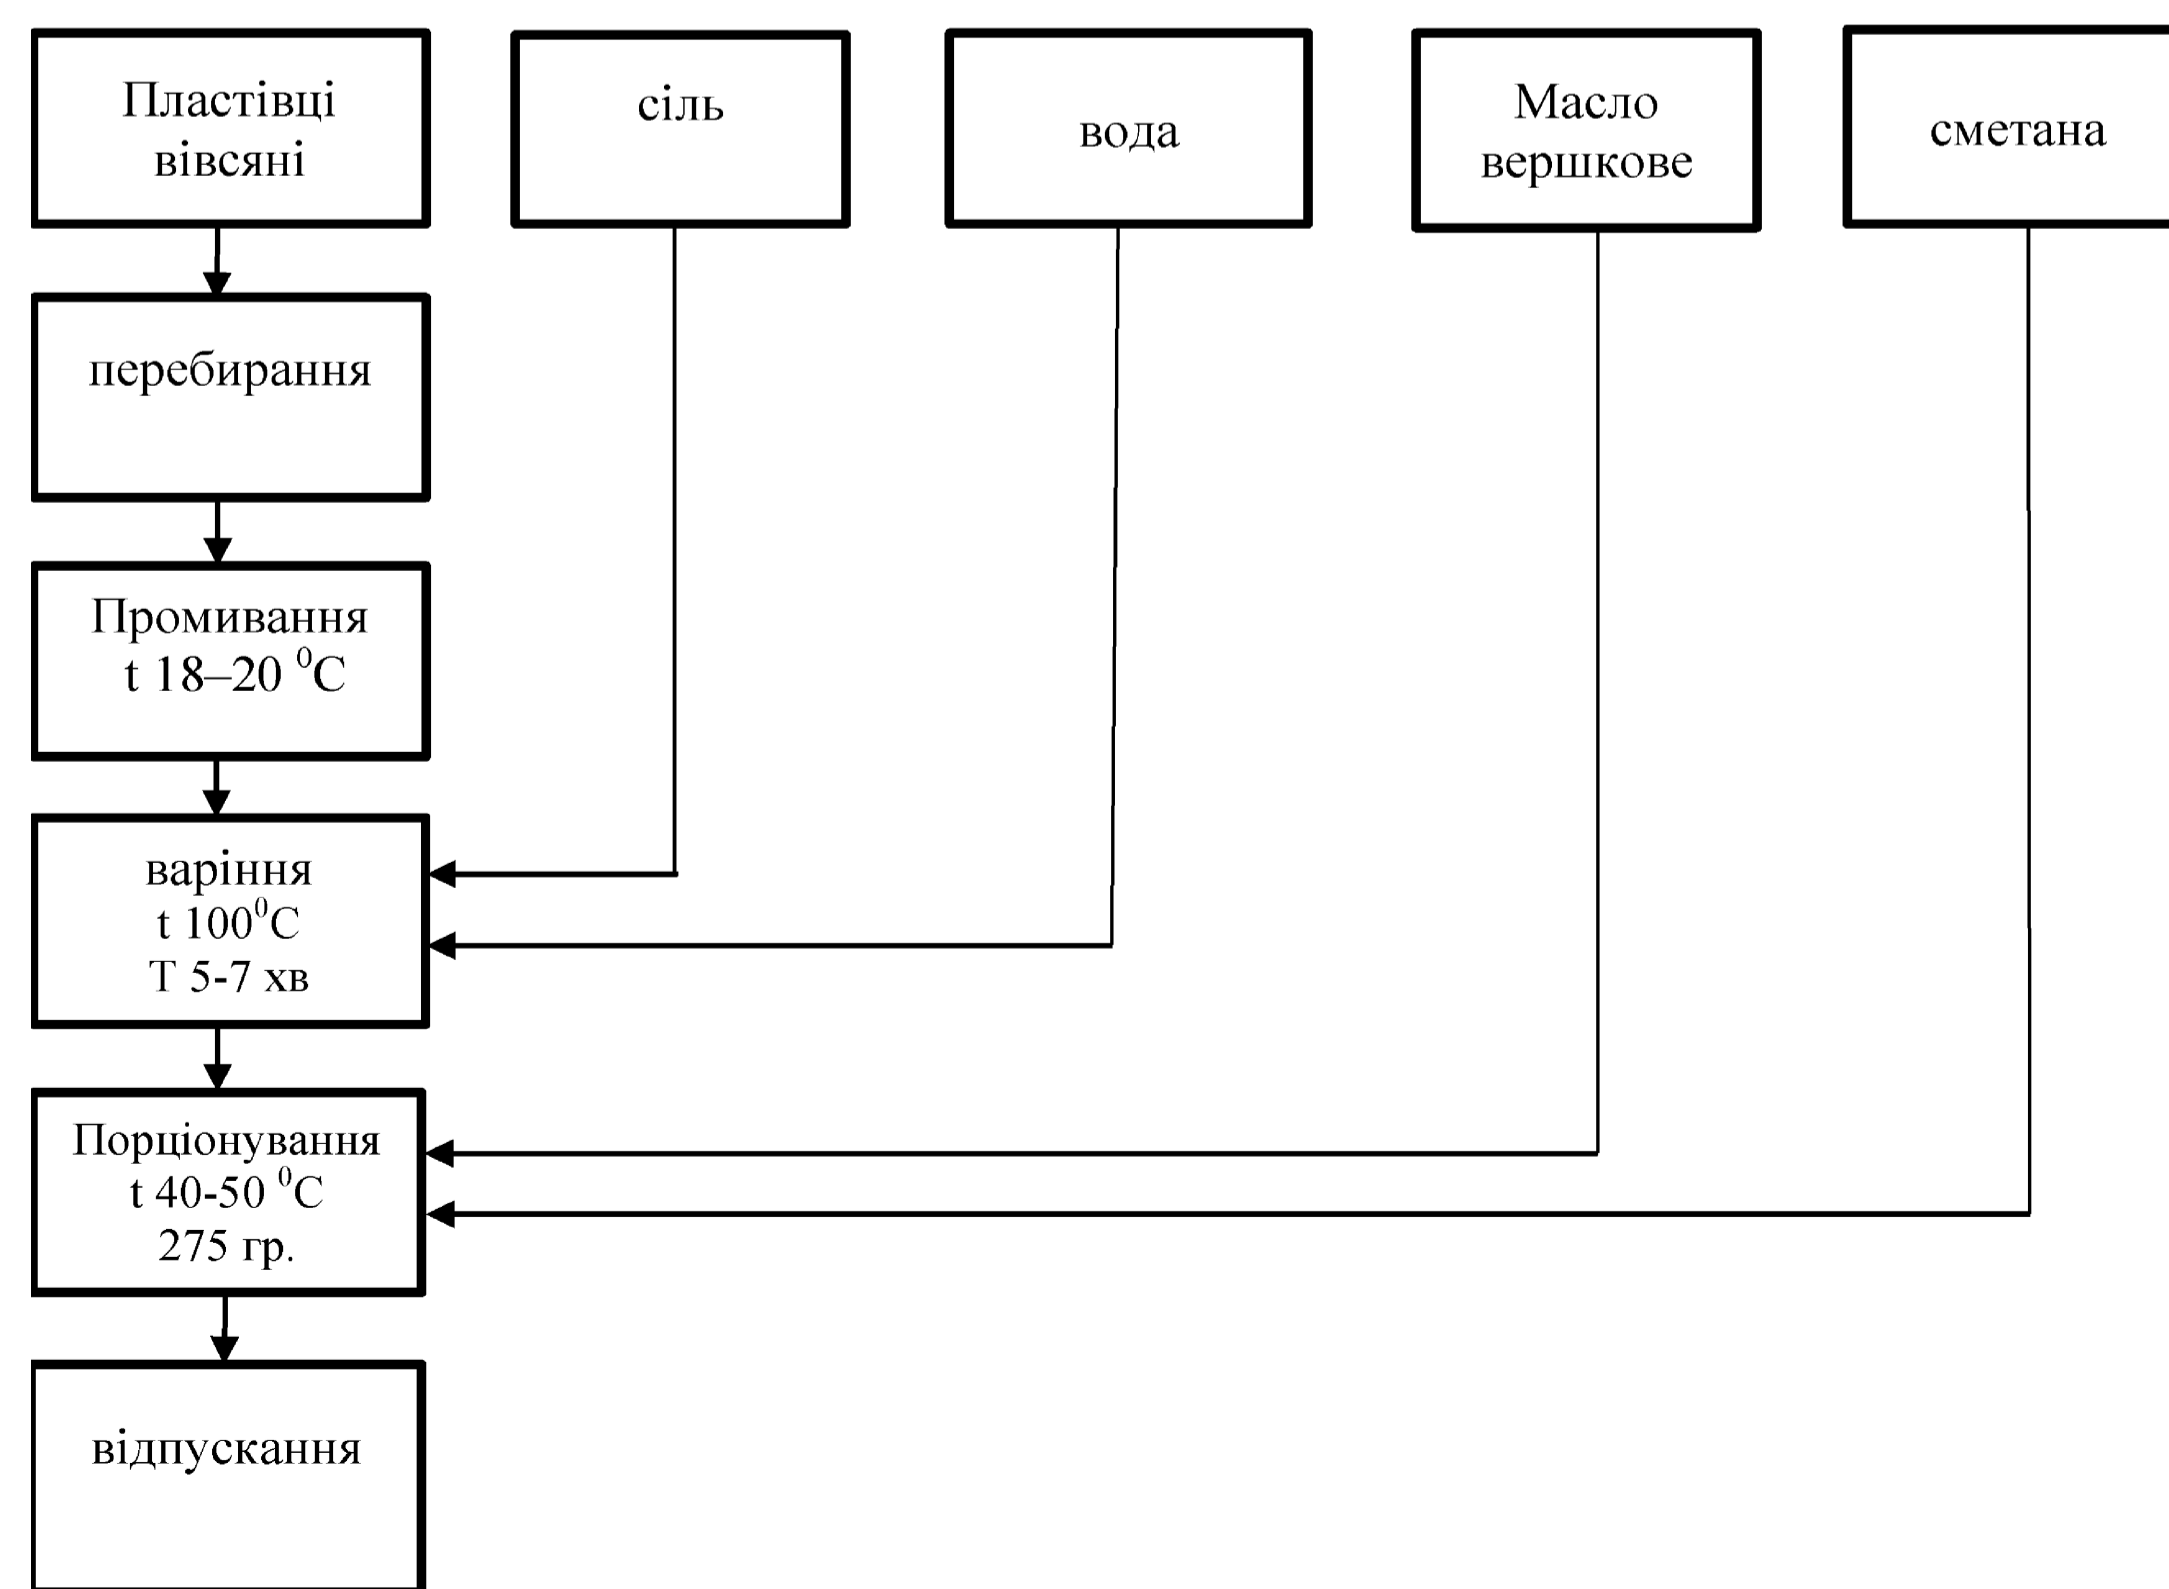 Пластівці
вівсяні
сіль
вода
Масло
вершкове
сметана
перебирання
Промивання
t 18–20 ⁰С
варіння
t 100⁰С
Т 5-7 хв
Порціонування
t 40-50 ⁰С
275 гр.
відпускання